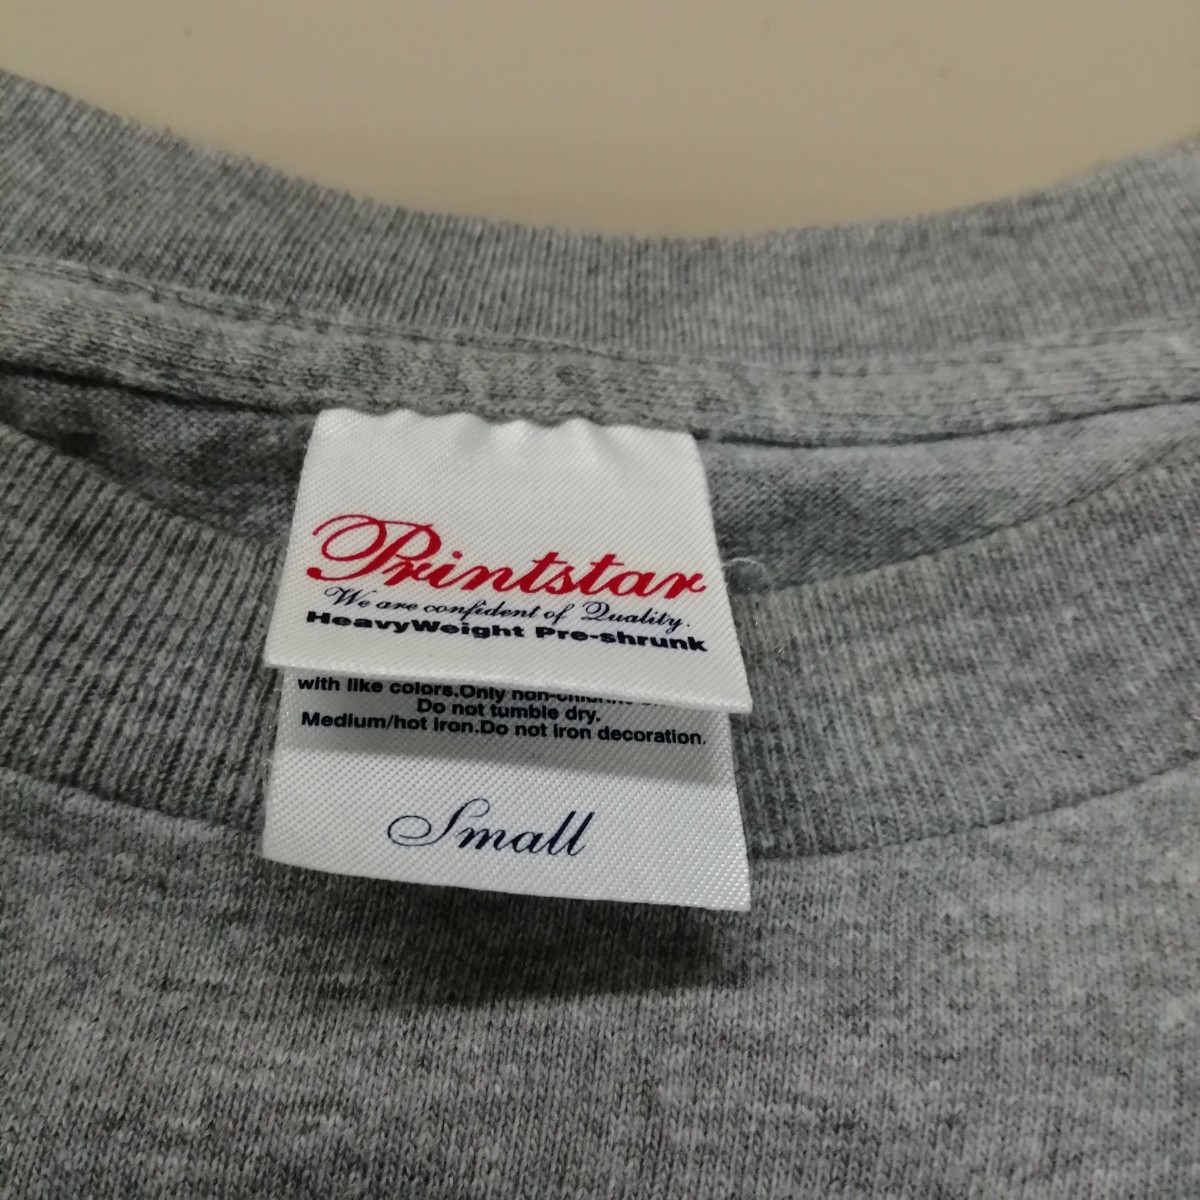 Printstar
We are confident of Quality.
HeavyWeight Pre-shrunk
with like colors.Only
Do not tumble dry.
Medium/hot iron.Do not iron decoration.
Small